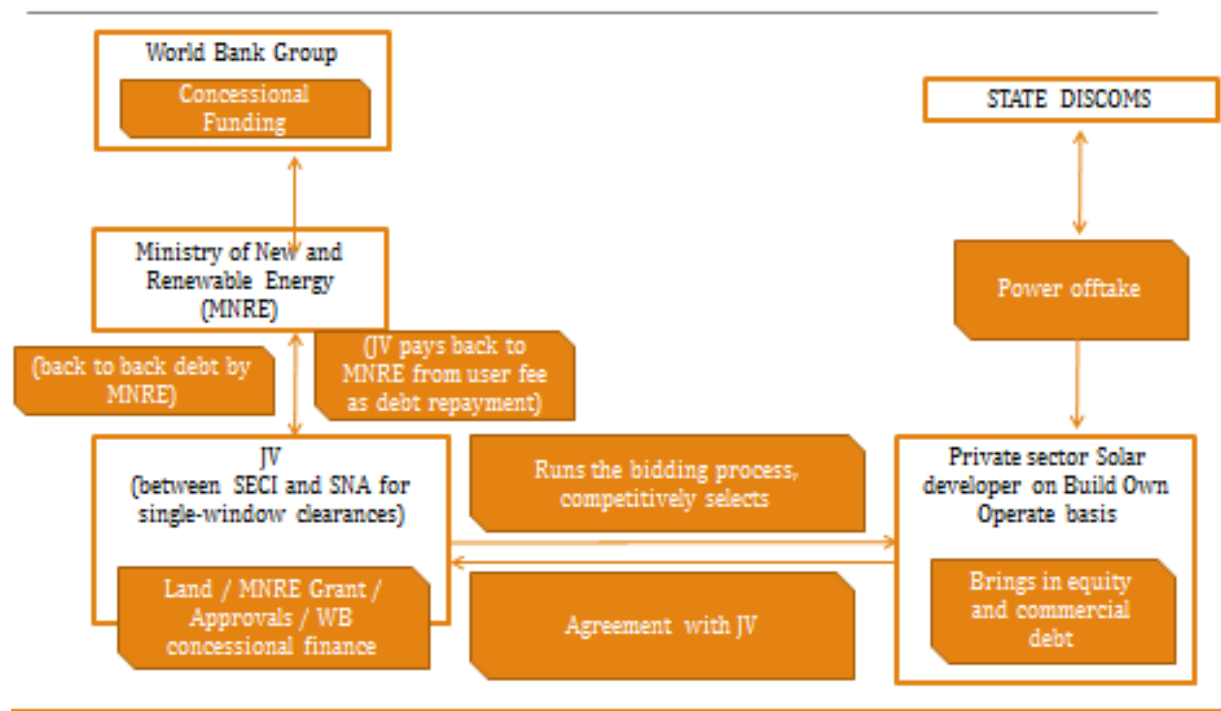 World Bank Group
Concessional
Funding
STATE DISCOMS
Ministry of New and
Renewable Energy
(MNRE)
Power offtake
(back to back debt by
MNRE)
(JV pays back to
MNRE from user fee
as debt repayment)
JV
(between SECI and SNA for
single-window clearances)
Land / MNRE Grant /
Approvals / WB
concessional finance
Runs the bidding process,
competitively selects
Agreement with JV
Private sector Solar
developer on Build Own
Operate basis
Brings in equity
and commercial
debt